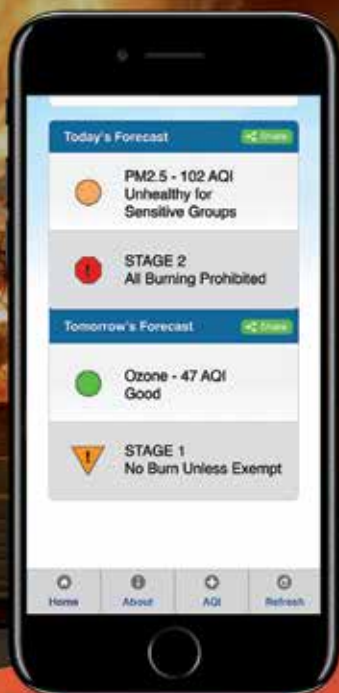 Today's Forecast
Share
PM2.5 - 102 AQI
Unhealthy for
Sensitive Groups
STAGE 2
All Burning Prohibited
Tomorrow's Forecast
Share
Ozone - 47 AQI
Good
STAGE 1
No Burn Unless Exempt
Home
About
AQI
Refresh